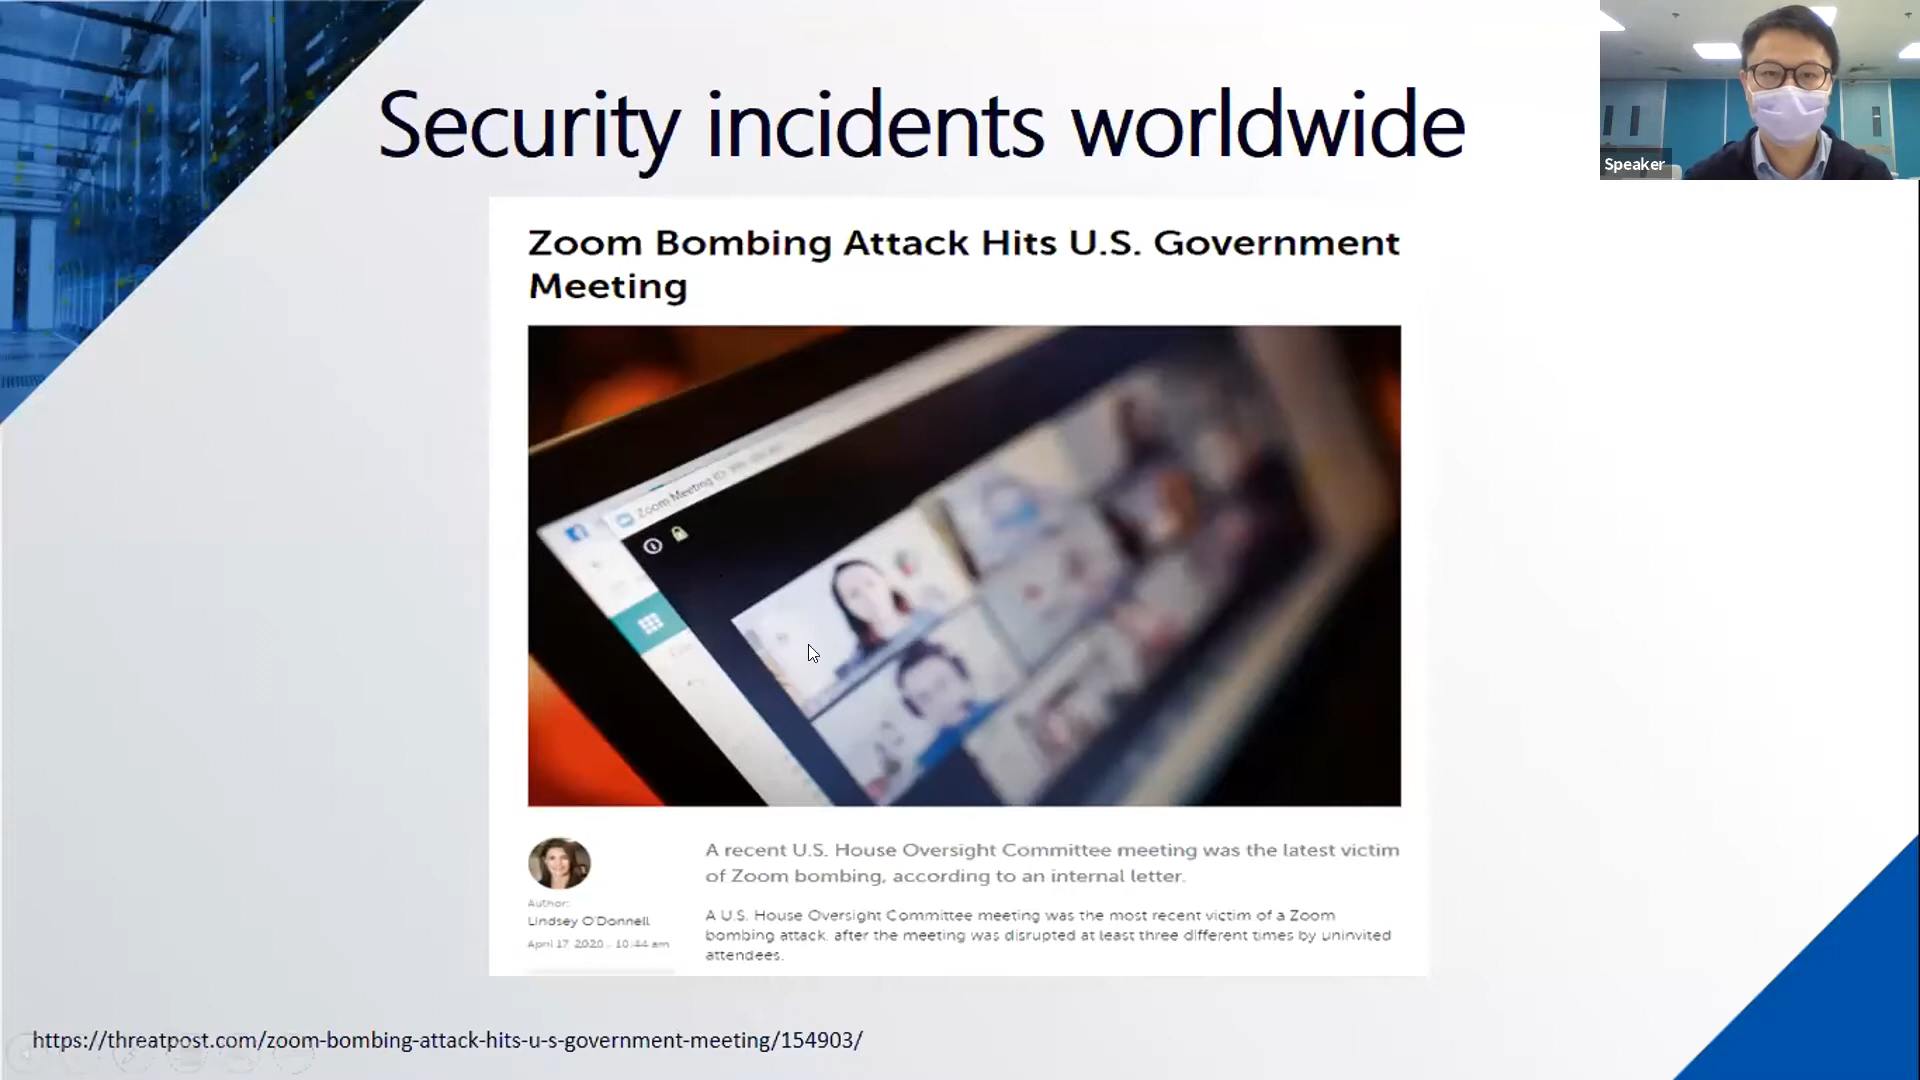 Security incidents worldwide
Speaker
Zoom Bombing Attack Hits U.S. Government
Meeting
Zoom Meeting ID:
A recent U.S. House Oversight Committee meeting was the latest victim
of Zoom bombing, according to an internal letter.
Author:
Lindsey O'Donnell
April 17, 2020 - 10:44 am
A U.S. House Oversight Committee meeting was the most recent victim of a Zoom
bombing attack, after the meeting was disrupted at least three different times by uninvited
attendees.
https://threatpost.com/zoom-bombing-attack-hits-u-s-government-meeting/154903/